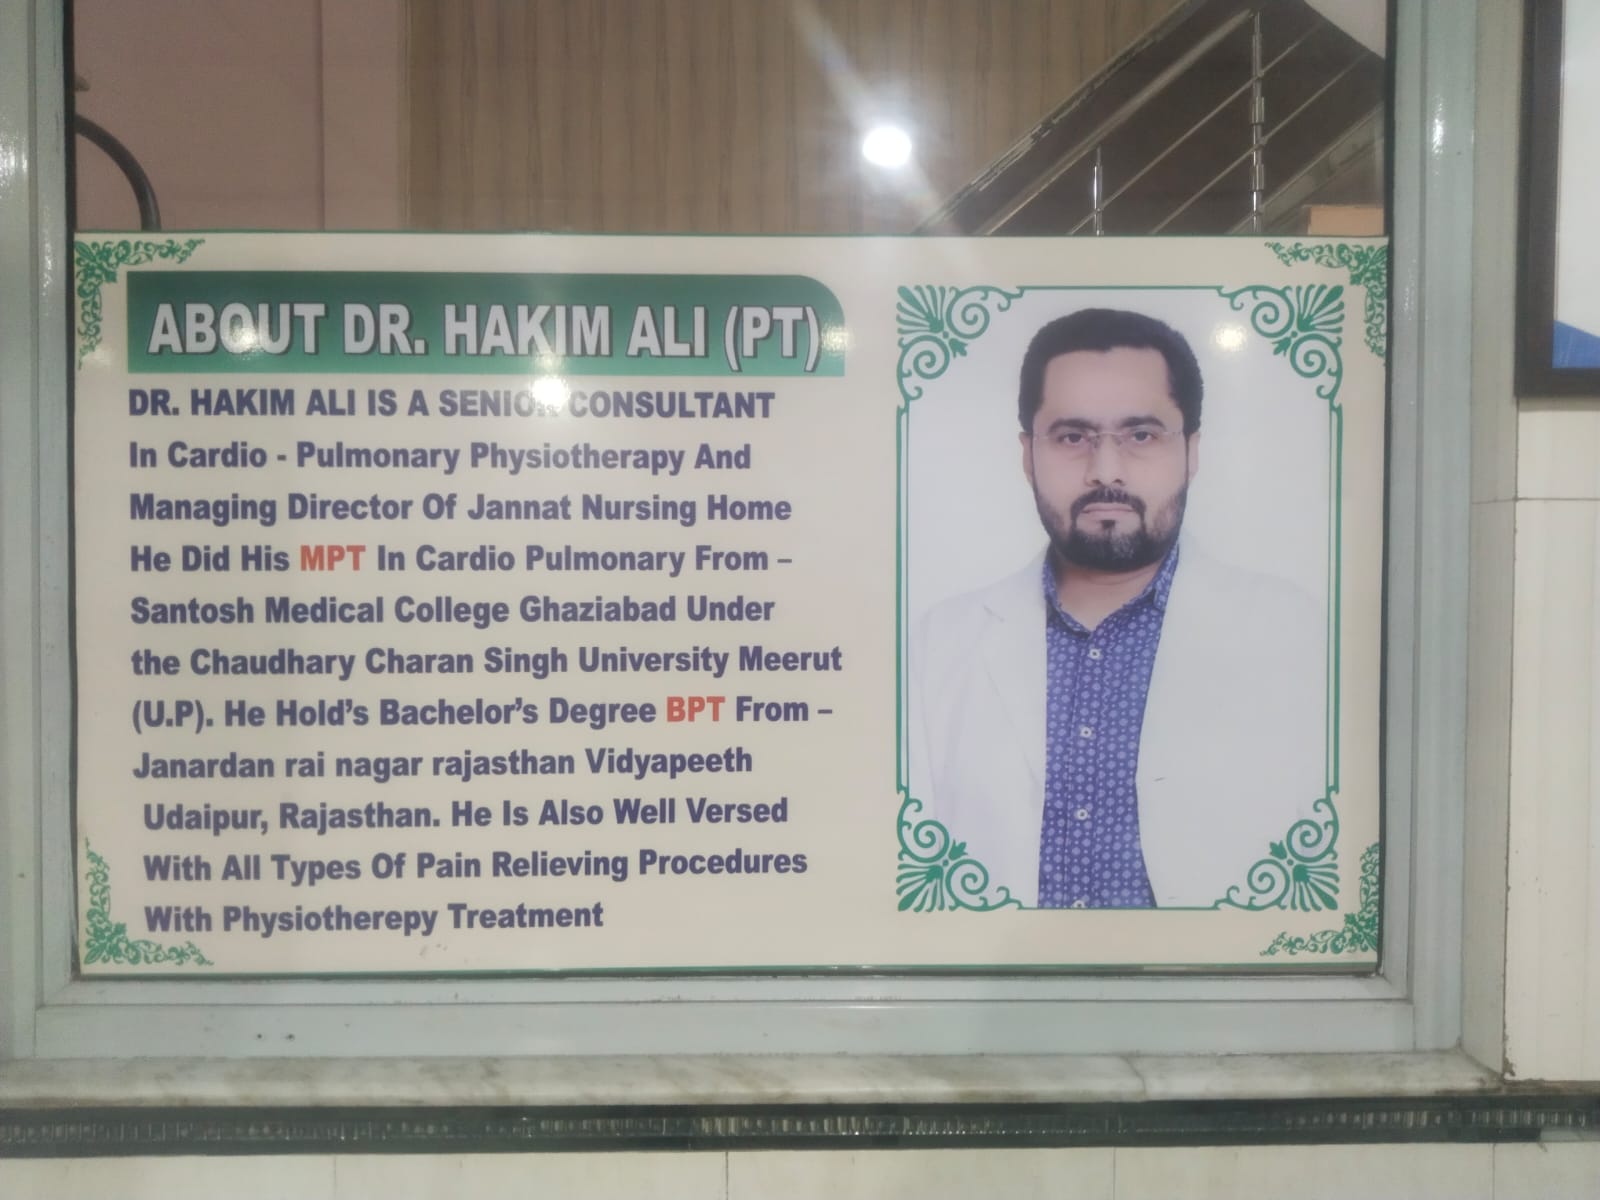 ABOUT DR. HAKIM ALI (PT)
DR. HAKIM ALI IS A SENIOR CONSULTANT
In Cardio - Pulmonary Physiotherapy And
Managing Director Of Jannat Nursing Home
He Did His MPT In Cardio Pulmonary From –
Santosh Medical College Ghaziabad Under
the Chaudhary Charan Singh University Meerut
(U.P). He Hold’s Bachelor’s Degree BPT From –
Janardan rai nagar rajasthan Vidyapeeth
Udaipur, Rajasthan. He Is Also Well Versed
With All Types Of Pain Relieving Procedures
With Physiotherepy Treatment